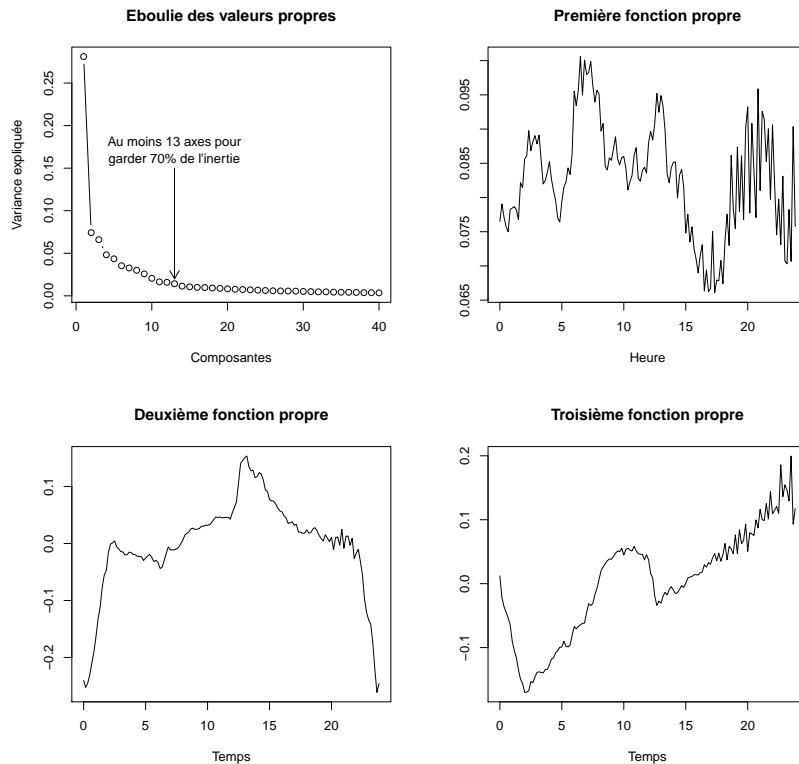 Eboulie des valeurs propres
Variance expliquée
0.00 0.05 0.10 0.15 0.20 0.25
Au moins 13 axes pour
garder 70% de l'inertie
0 10 20 30 40
Composantes
Première fonction propre
0.065 0.075 0.085 0.095
0 5 10 15 20
Heure
Deuxième fonction propre
-0.2 -0.1 0.0 0.1
0 5 10 15 20
Temps
Troisième fonction propre
-0.1 0.0 0.1 0.2
0 5 10 15 20
Temps